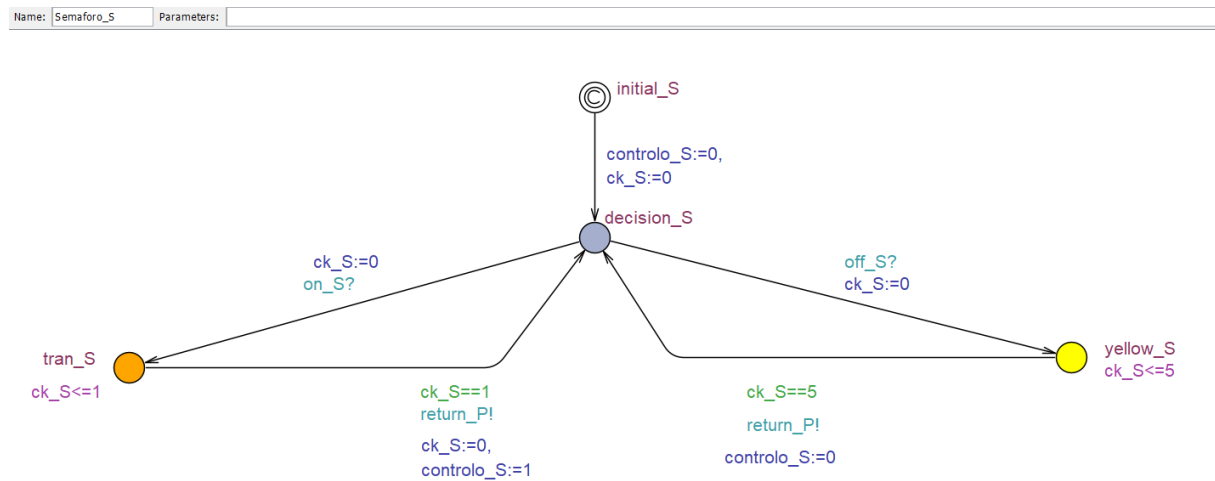 Name: Semaforo_S Parameters:
C initial_S
controlo_S:=0,
ck_S:=0
decision_S
ck_S:=0
on_S?
off_S?
ck_S:=0
tran_S
ck_S<=1
yellow_S
ck_S<=5
ck_S==1
return_P!
ck_S:=0,
controlo_S:=1
ck_S==5
return_P!
controlo_S:=0